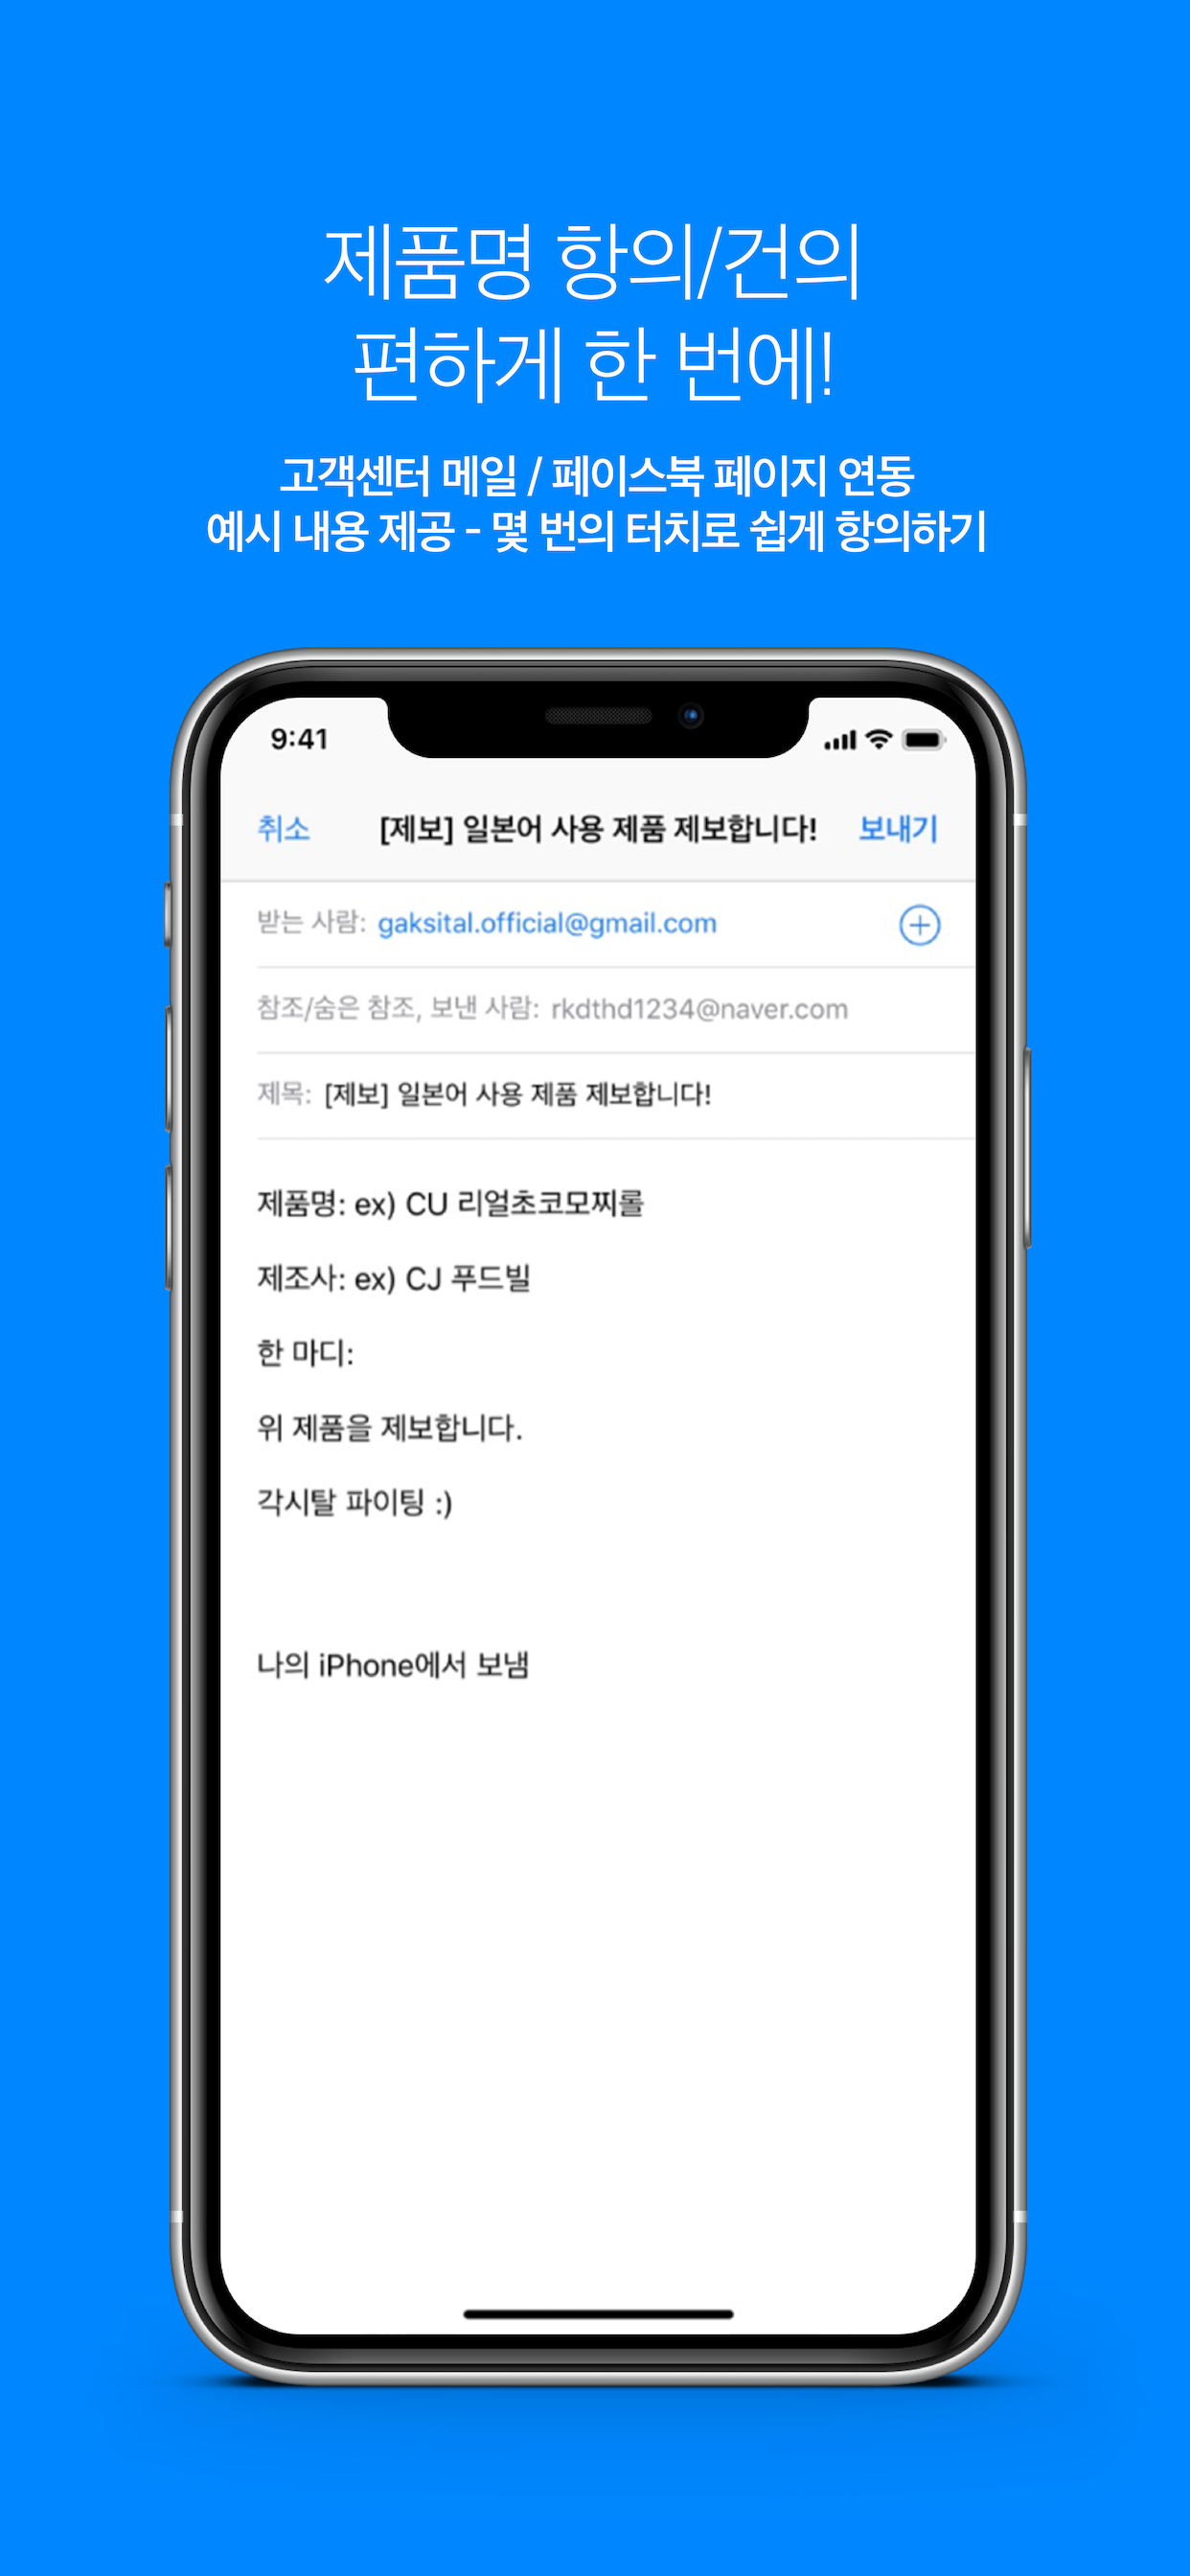 제품명 항의/건의
편하게 한 번에!
고객센터 메일 / 페이스북 페이지 연동
예시 내용 제공 - 몇 번의 터치로 쉽게 항의하기
9:41
취소 [제보] 일본어 사용 제품 제보합니다! 보내기
받는 사람: gaksital.official@gmail.com
참조/숨은 참조, 보낸 사람: rkdthd1234@naver.com
제목: [제보] 일본어 사용 제품 제보합니다!
제품명: ex) CU 리얼초코모찌롤
제조사: ex) CJ 푸드빌
한 마디:
위 제품을 제보합니다.
각시탈 파이팅 :)
나의 iPhone에서 보냄